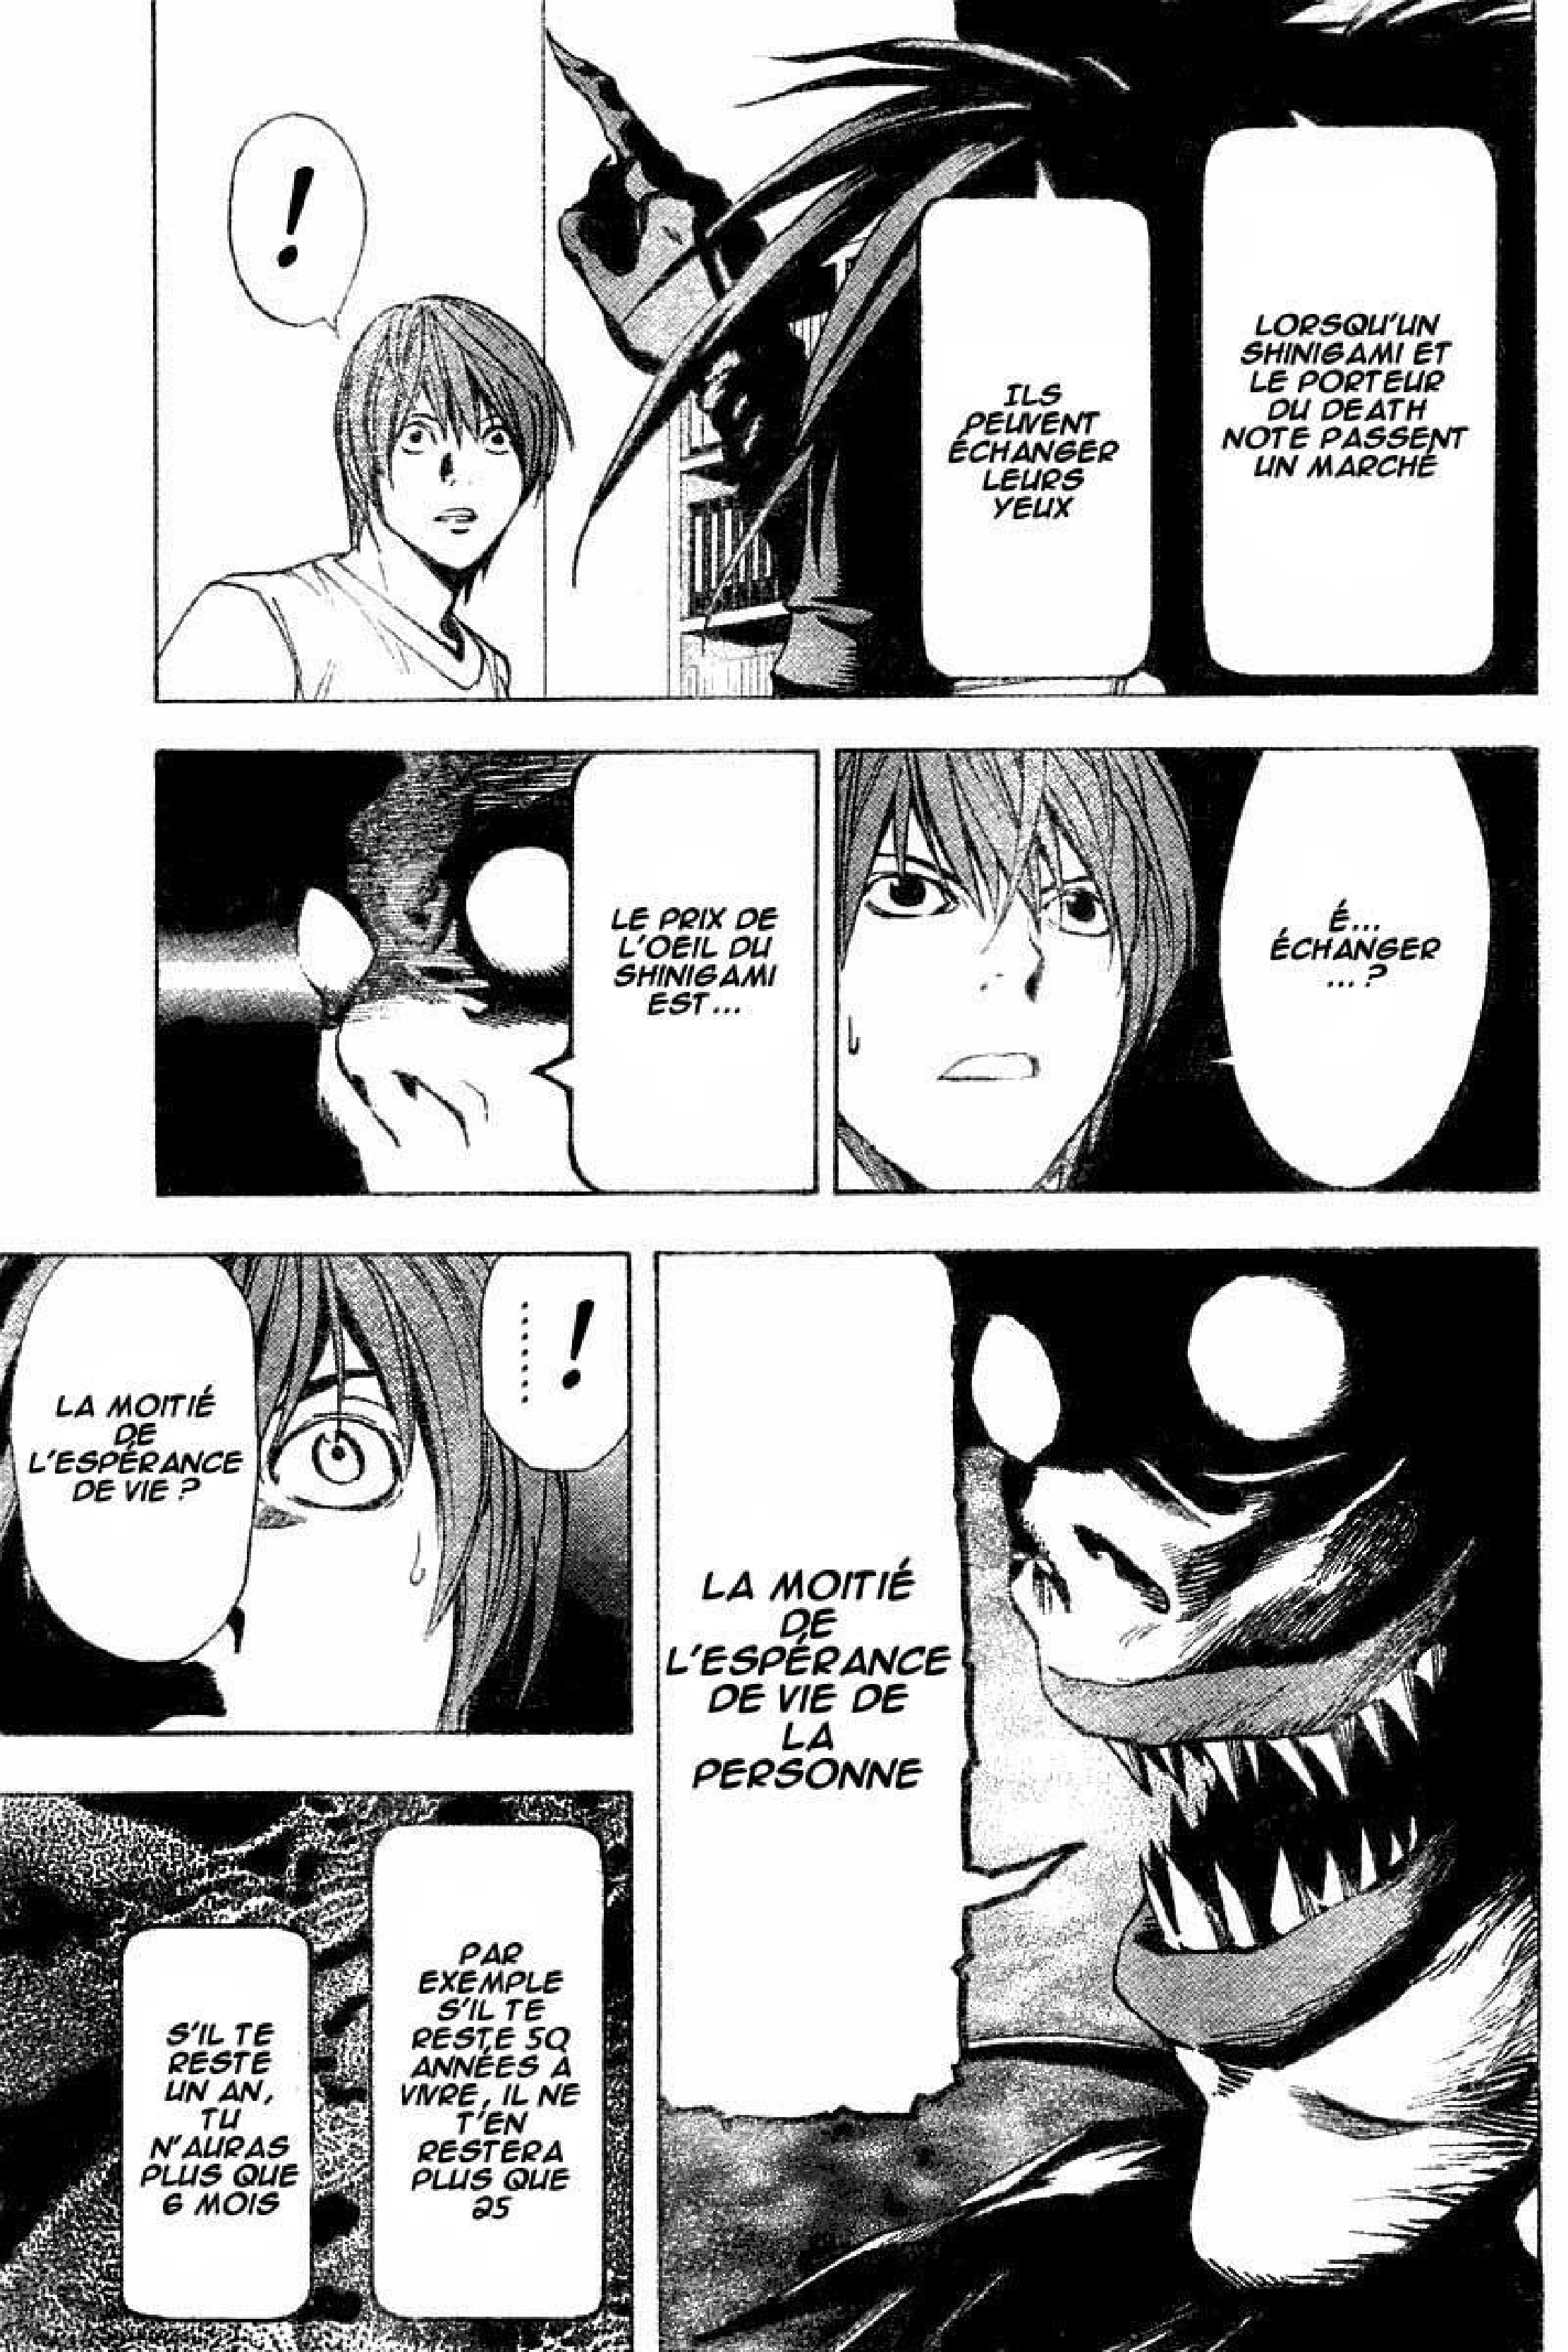 LORSQU'UN
SHINIGAMI ET
LE PORTEUR
DU DEATH
NOTE PASSENT
UN MARCHÉ
ILS
PEUVENT
ÉCHANGER
LEURS
YEUX
!
É...
ÉCHANGER
...?
LE PRIX DE
L'OEIL DU
SHINIGAMI
EST...
LA MOITIÉ
DE
L'ESPÉRANCE
DE VIE DE
LA
PERSONNE
!
.......
LA MOITIÉ
DE
L'ESPÉRANCE
DE VIE ?
PAR
EXEMPLE
S'IL TE
RESTE 50
ANNÉES À
VIVRE, IL NE
T'EN
RESTERA
PLUS QUE
25
S'IL TE
RESTE
UN AN,
TU
N'AURAS
PLUS QUE
6 MOIS